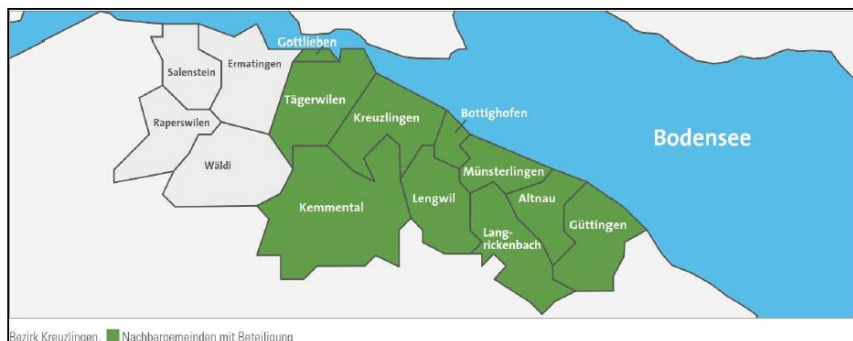 Gottlieben
Ermatingen
Salenstein
Tägerwilen
Bottighofen
Kreuzlingen
Raperswilen
Bodensee
Wäldi
Münsterlingen
Kemmental
Lengwil
Altnau
Güttingen
Lang-
rickenbach
Bezirk Kreuzlingen. Nachbargemeinden mit Beteiligung